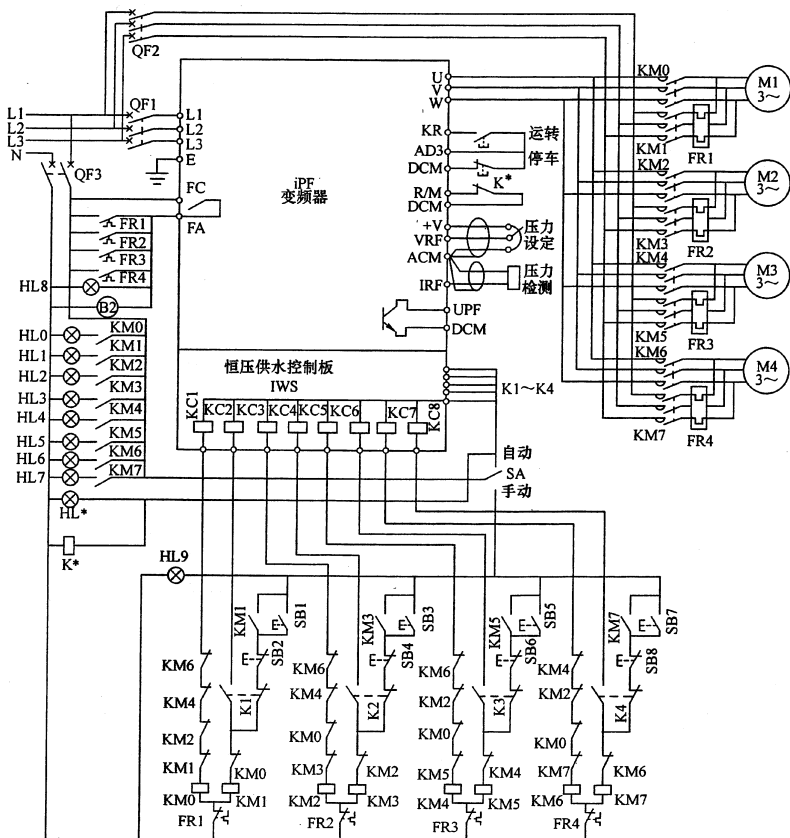 QF2
L1
L2
L3
N
QF1
L1
L2
L3
E
QF3
FC
FA
iPF
变频器
U
V
W
KR
AD3
DCM
R/M
DCM
+V
VRF
ACM
IRF
UPF
DCM
运转
停车
K*
压力
设定
压力
检测
KM0
KM1
FR1
M1
3～
KM2
KM3
FR2
M2
3～
KM4
KM5
FR3
M3
3～
KM6
KM7
FR4
M4
3～
FR1
FR2
FR3
FR4
HL8
B2
HL0
KM0
HL1
KM1
HL2
KM2
HL3
KM3
HL4
KM4
HL5
KM5
HL6
KM6
HL7
KM7
HL*
K*
恒压供水控制板
IWS
KC1
KC2
KC3
KC4
KC5
KC6
KC7
KC8
K1～K4
自动
SA
手动
HL9
KM1
SB1
SB2
KM3
SB3
SB4
KM5
SB5
SB6
KM7
SB7
SB8
KM6
KM4
K1
KM2
KM1
KM0
KM0
KM1
FR1
KM6
KM4
K2
KM0
KM3
KM2
KM2
KM3
FR2
KM6
KM2
K3
KM0
KM5
KM4
KM4
KM5
FR3
KM4
KM2
K4
KM0
KM7
KM6
KM6
KM7
FR4